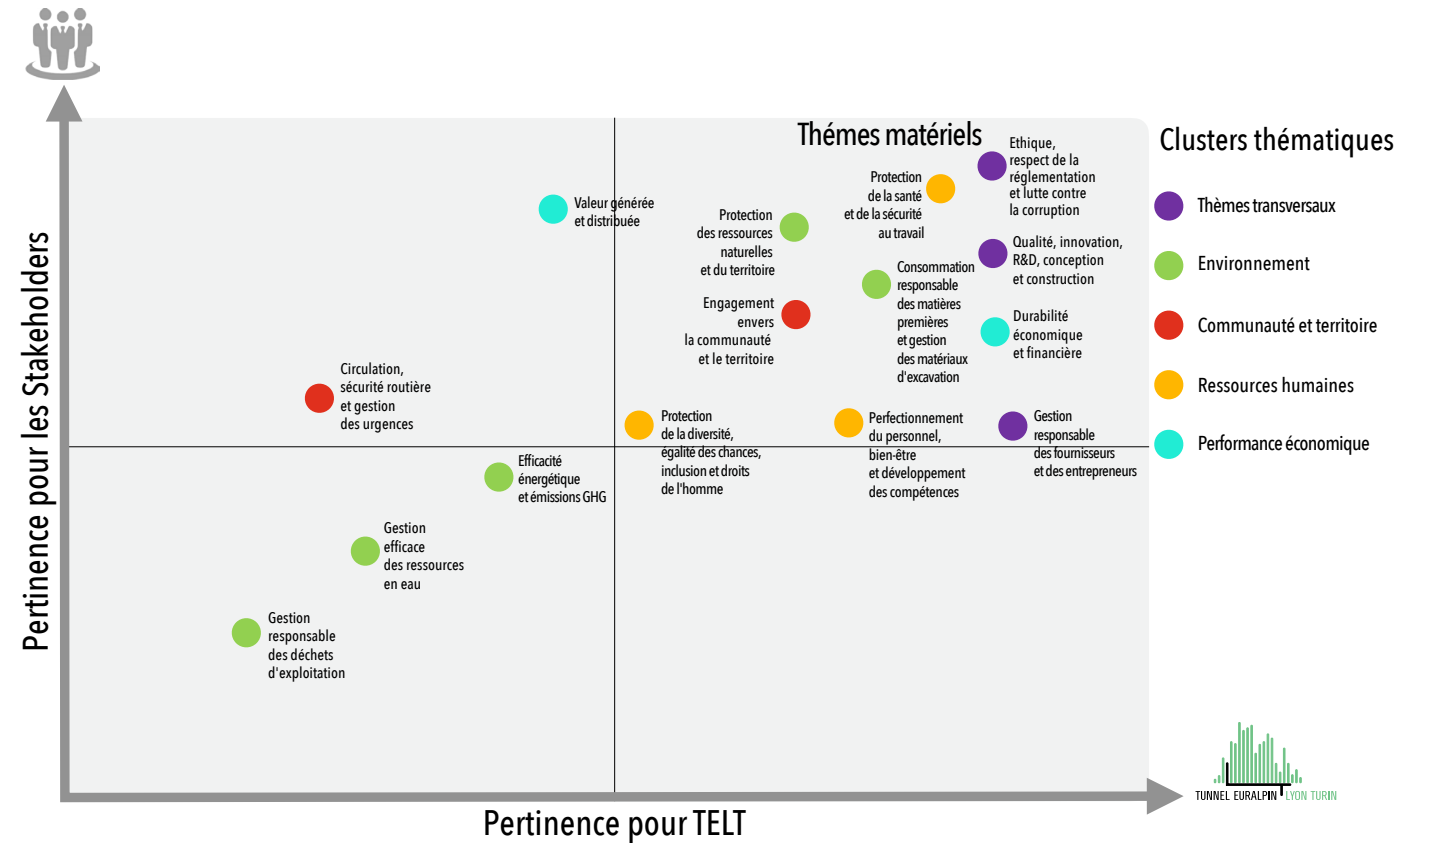 Thémes matériels
Ethique,
respect de la
réglementation
et lutte contre
la corruption
Protection
de la santé
et de la sécurité
au travail
Valeur générée
et distribuée
Protection
des ressources
naturelles
et du territoire
Qualité, innovation,
R&D, conception
et construction
Consommation
responsable
des matières
premières
et gestion
des matériaux
d'excavation
Engagement
envers
la communauté
et le territoire
Durabilité
économique
et financière
Circulation,
sécurité routière
et gestion
des urgences
Protection
de la diversité,
égalité des chances,
inclusion et droits
de l'homme
Perfectionnement
du personnel,
bien-être
et développement
des compétences
Gestion
responsable
des fournisseurs
et des entrepreneurs
Efficacité
énergétique
et émissions GHG
Gestion
efficace
des ressources
en eau
Gestion
responsable
des déchets
d'exploitation
Pertinence pour les Stakeholders
Pertinence pour TELT
Clusters thématiques
Thèmes transversaux
Environnement
Communauté et territoire
Ressources humaines
Performance économique
TUNNEL EURALPIN LYON TURIN